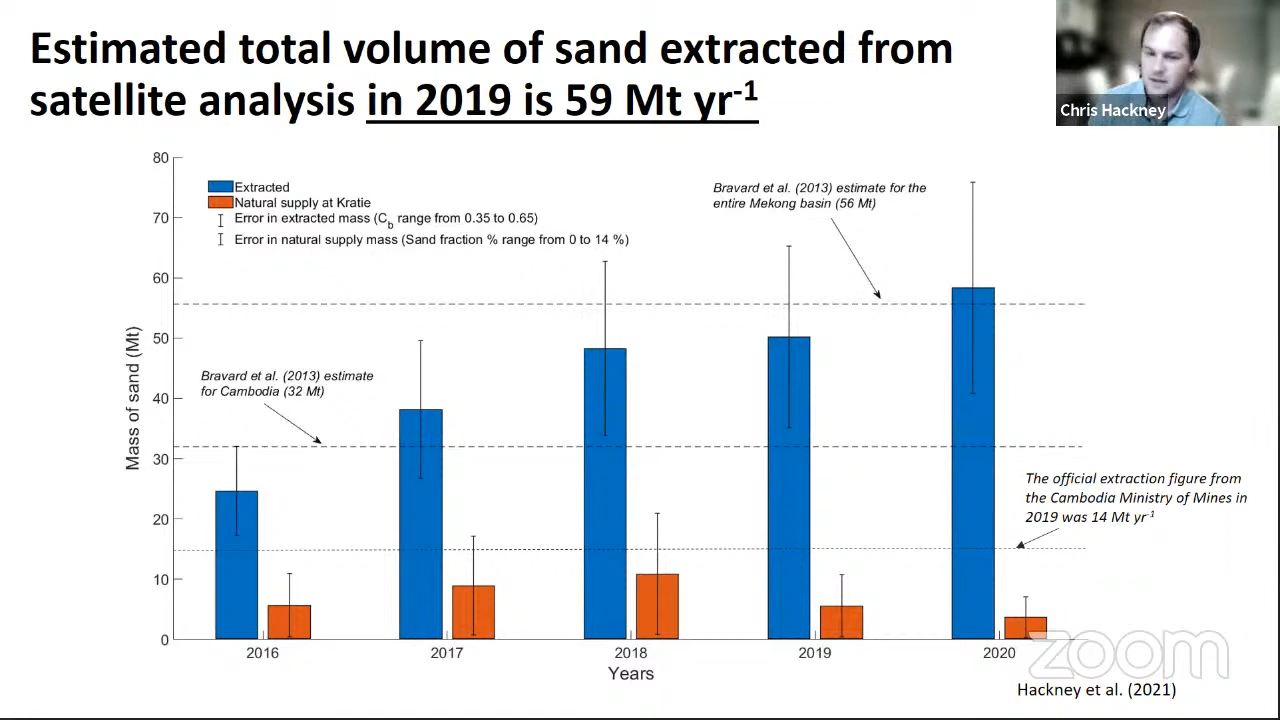 Estimated total volume of sand extracted from
satellite analysis in 2019 is 59 Mt yr-1
Chris Hackney
80
70
60
50
40
30
20
10
0
Mass of sand (Mt)
Extracted
Natural supply at Kratie
Error in extracted mass (Cb range from 0.35 to 0.65)
Error in natural supply mass (Sand fraction % range from 0 to 14 %)
Bravard et al. (2013) estimate for the
entire Mekong basin (56 Mt)
Bravard et al. (2013) estimate
for Cambodia (32 Mt)
The official extraction figure from
the Cambodia Ministry of Mines in
2019 was 14 Mt yr-1
2016
2017
2018
2019
2020
Years
zoom
Hackney et al. (2021)